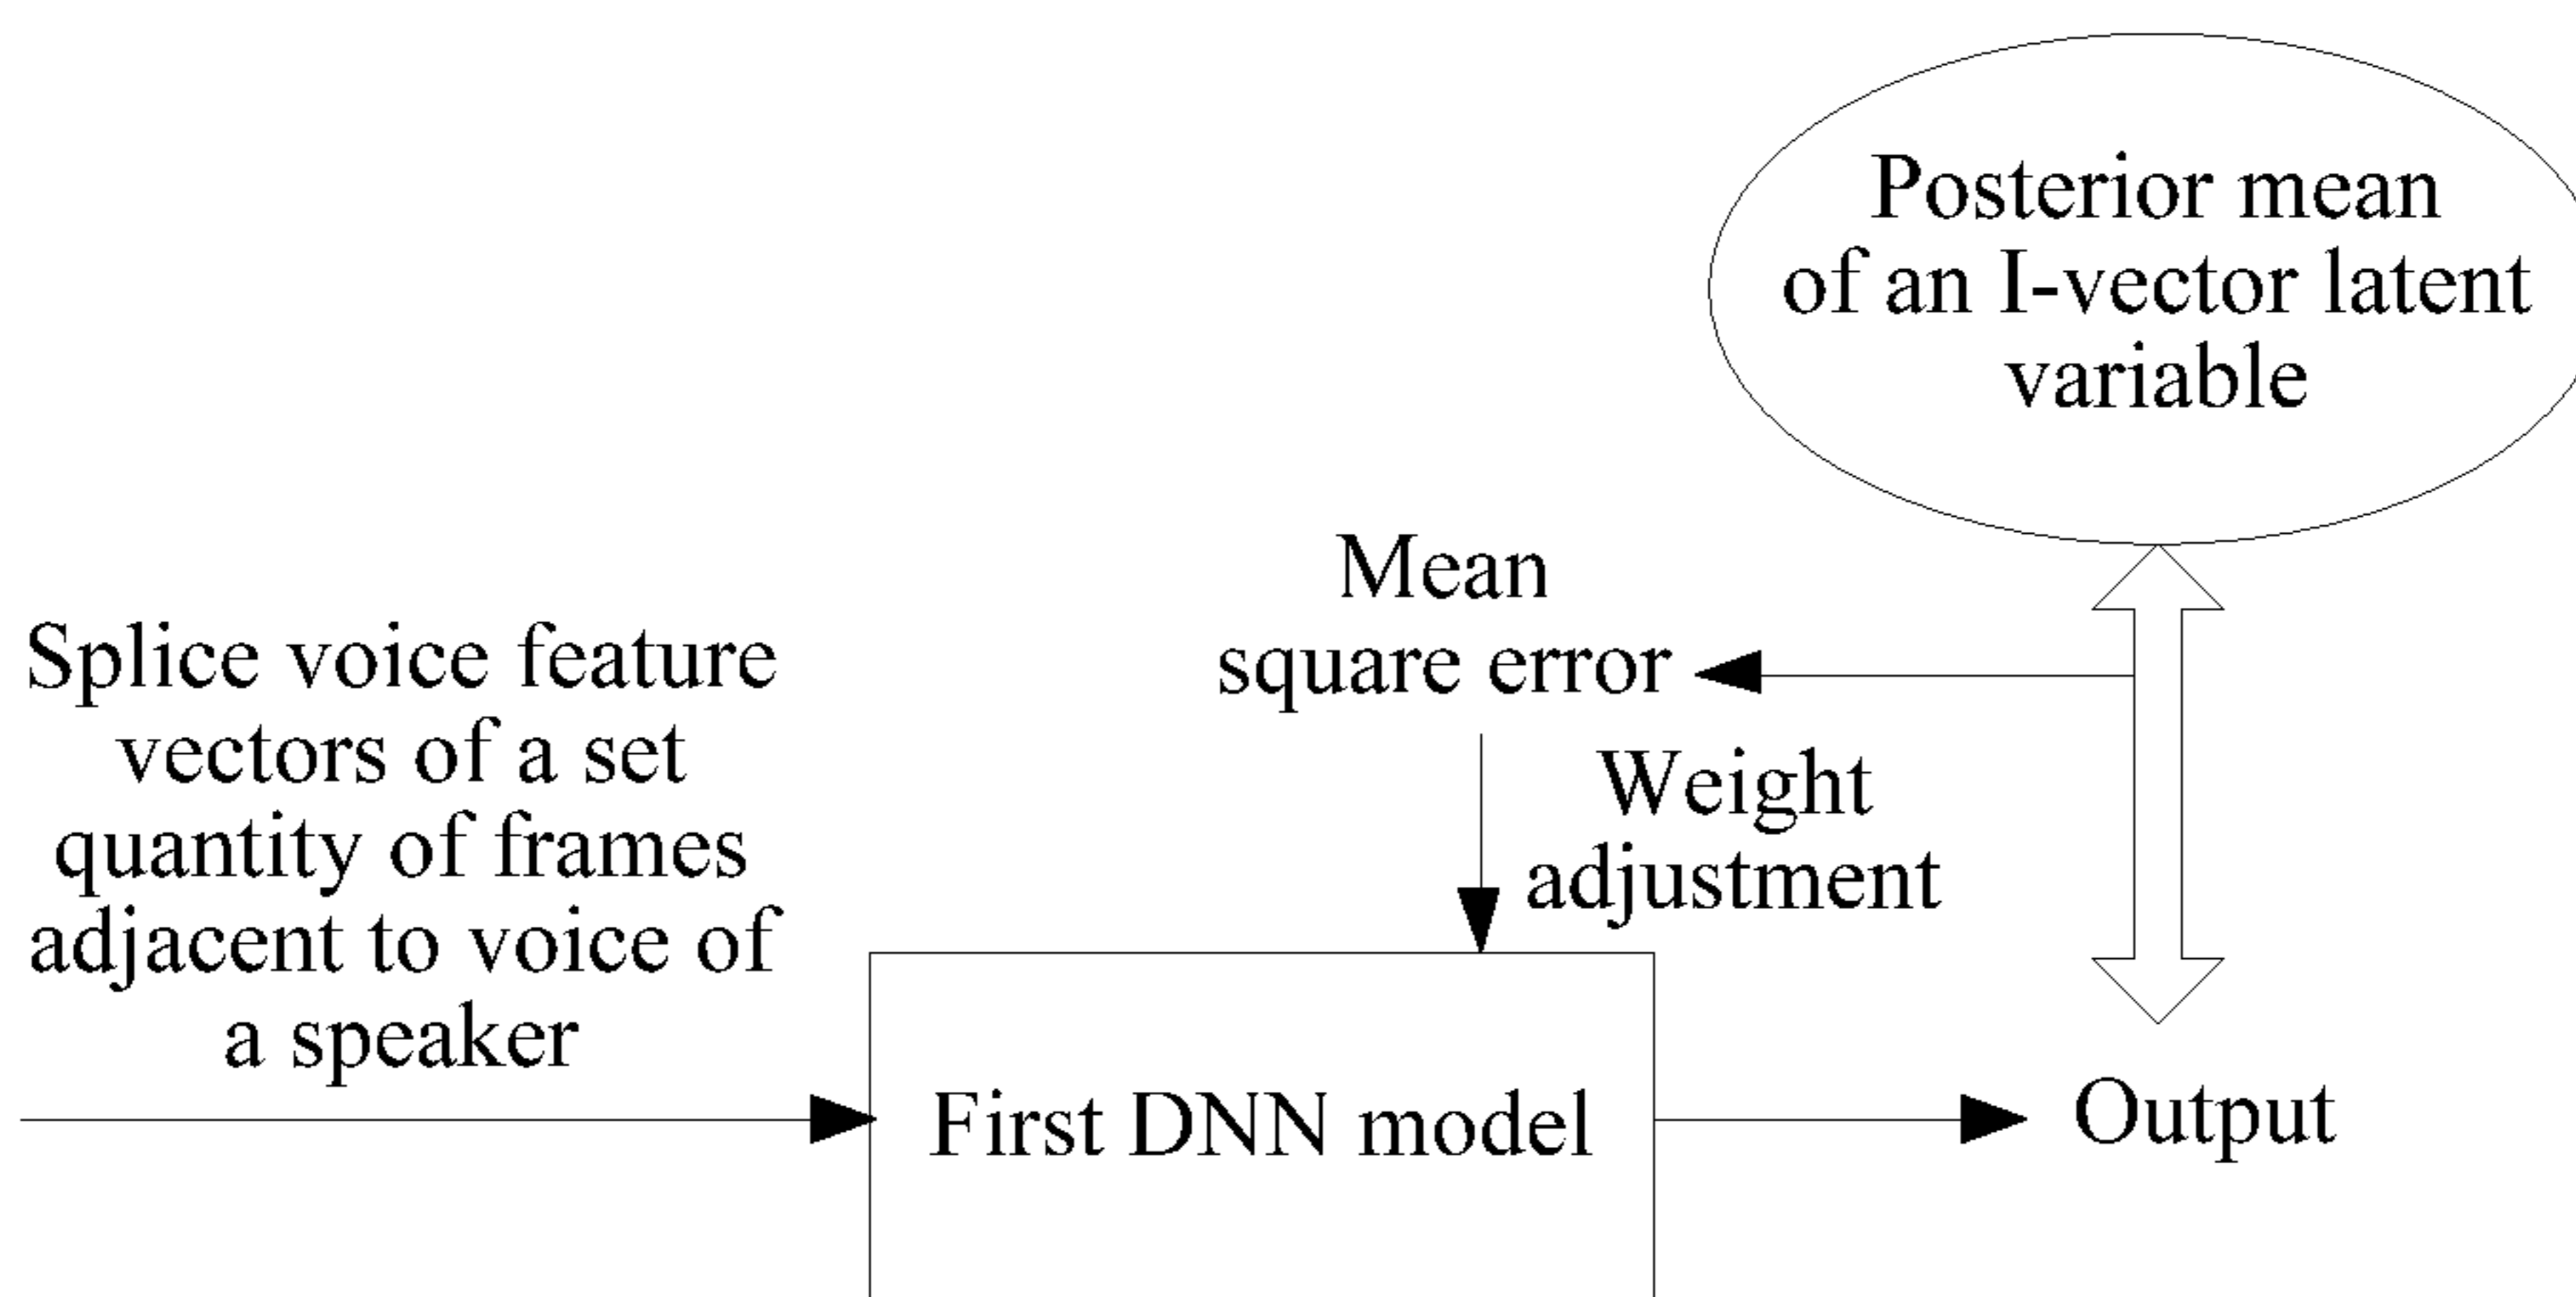 Posterior mean
of an I-vector latent
variable
Mean
square error
Splice voice feature
vectors of a set
quantity of frames
adjacent to voice of
a speaker
Weight
adjustment
First DNN model
Output